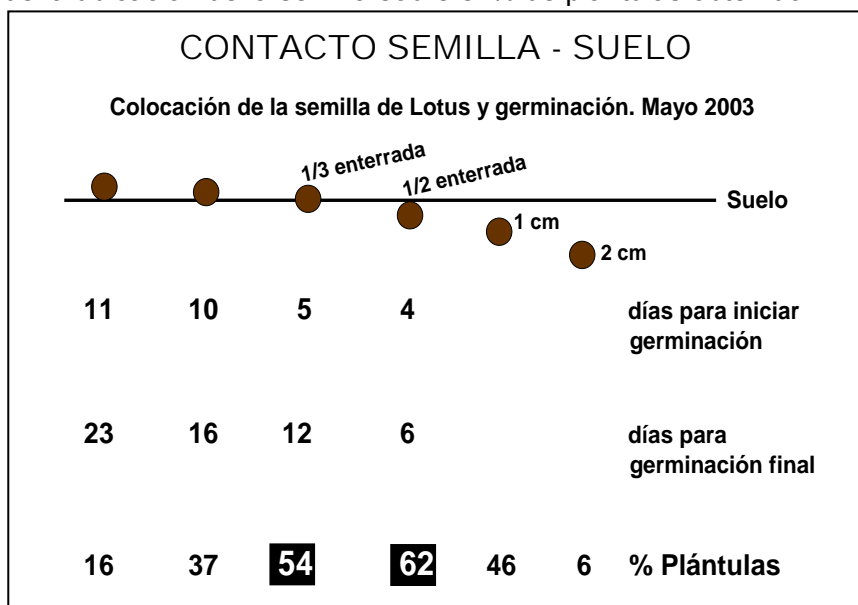 CONTACTO SEMILLA - SUELO
Colocación de la semilla de Lotus y germinación. Mayo 2003
1/3 enterrada
1/2 enterrada
Suelo
1 cm
2 cm
11 10 5 4 días para iniciar
germinación
23 16 12 6 días para
germinación final
16 37 54 62 46 6 % Plántulas